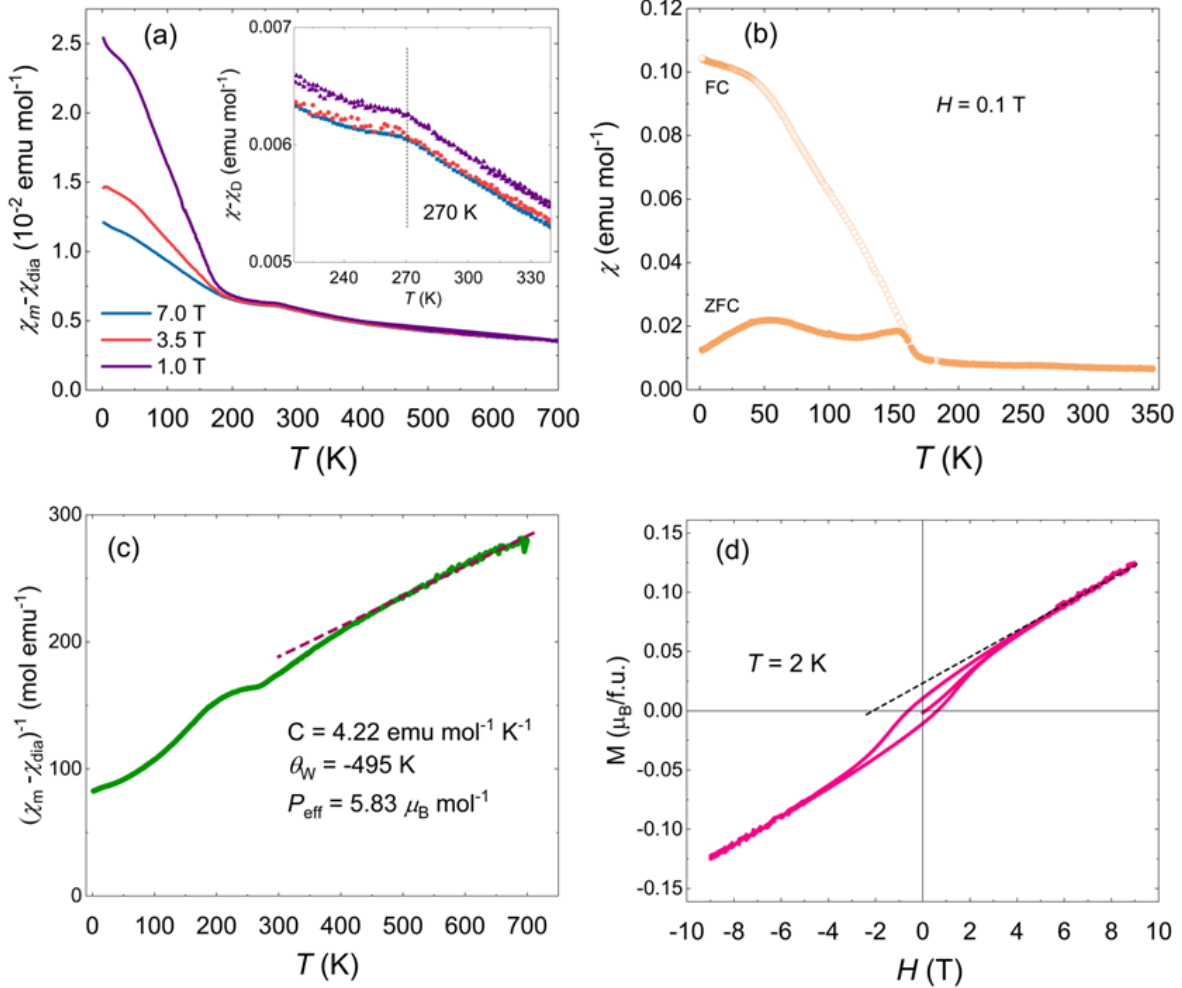 (a)
χm-χdia (10-2 emu mol-1)
2.5
2.0
1.5
1.0
0.5
0.0
7.0 T
3.5 T
1.0 T
0 100 200 300 400 500 600 700
T (K)
χ-χD (emu mol-1)
0.007
0.006
0.005
270 K
240 270 300 330
T (K)
(b)
χ (emu mol-1)
0.12
0.10
0.08
0.06
0.04
0.02
0.00
FC
H = 0.1 T
ZFC
0 50 100 150 200 250 300 350
T (K)
(c)
(χm -χdia)-1 (mol emu-1)
300
200
100
0
C = 4.22 emu mol-1 K-1
θW = -495 K
Peff = 5.83 μB mol-1
0 100 200 300 400 500 600 700
T (K)
(d)
M (μB/f.u.)
0.15
0.10
0.05
0.00
-0.05
-0.10
-0.15
T = 2 K
-10 -8 -6 -4 -2 0 2 4 6 8 10
H (T)